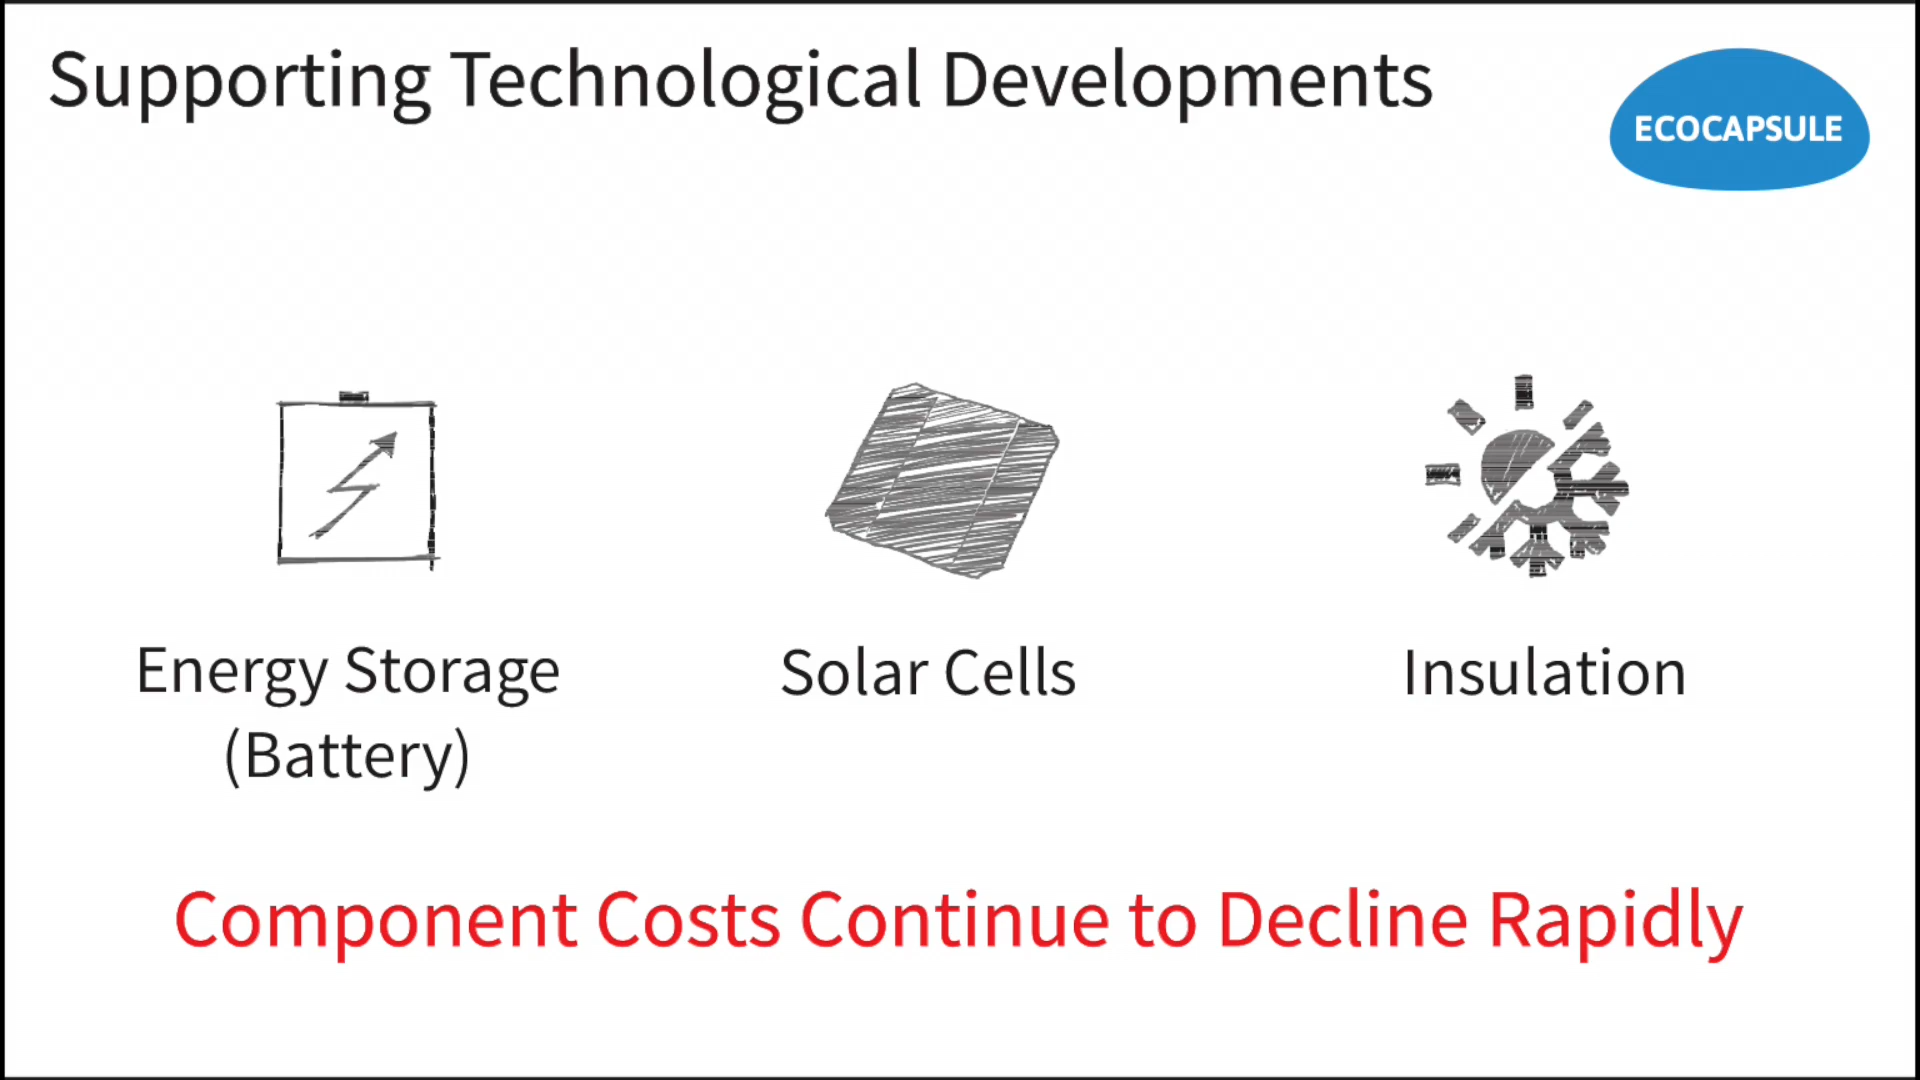 Supporting Technological Developments
ECOCAPSULE
Energy Storage
(Battery)
Solar Cells
Insulation
Component Costs Continue to Decline Rapidly